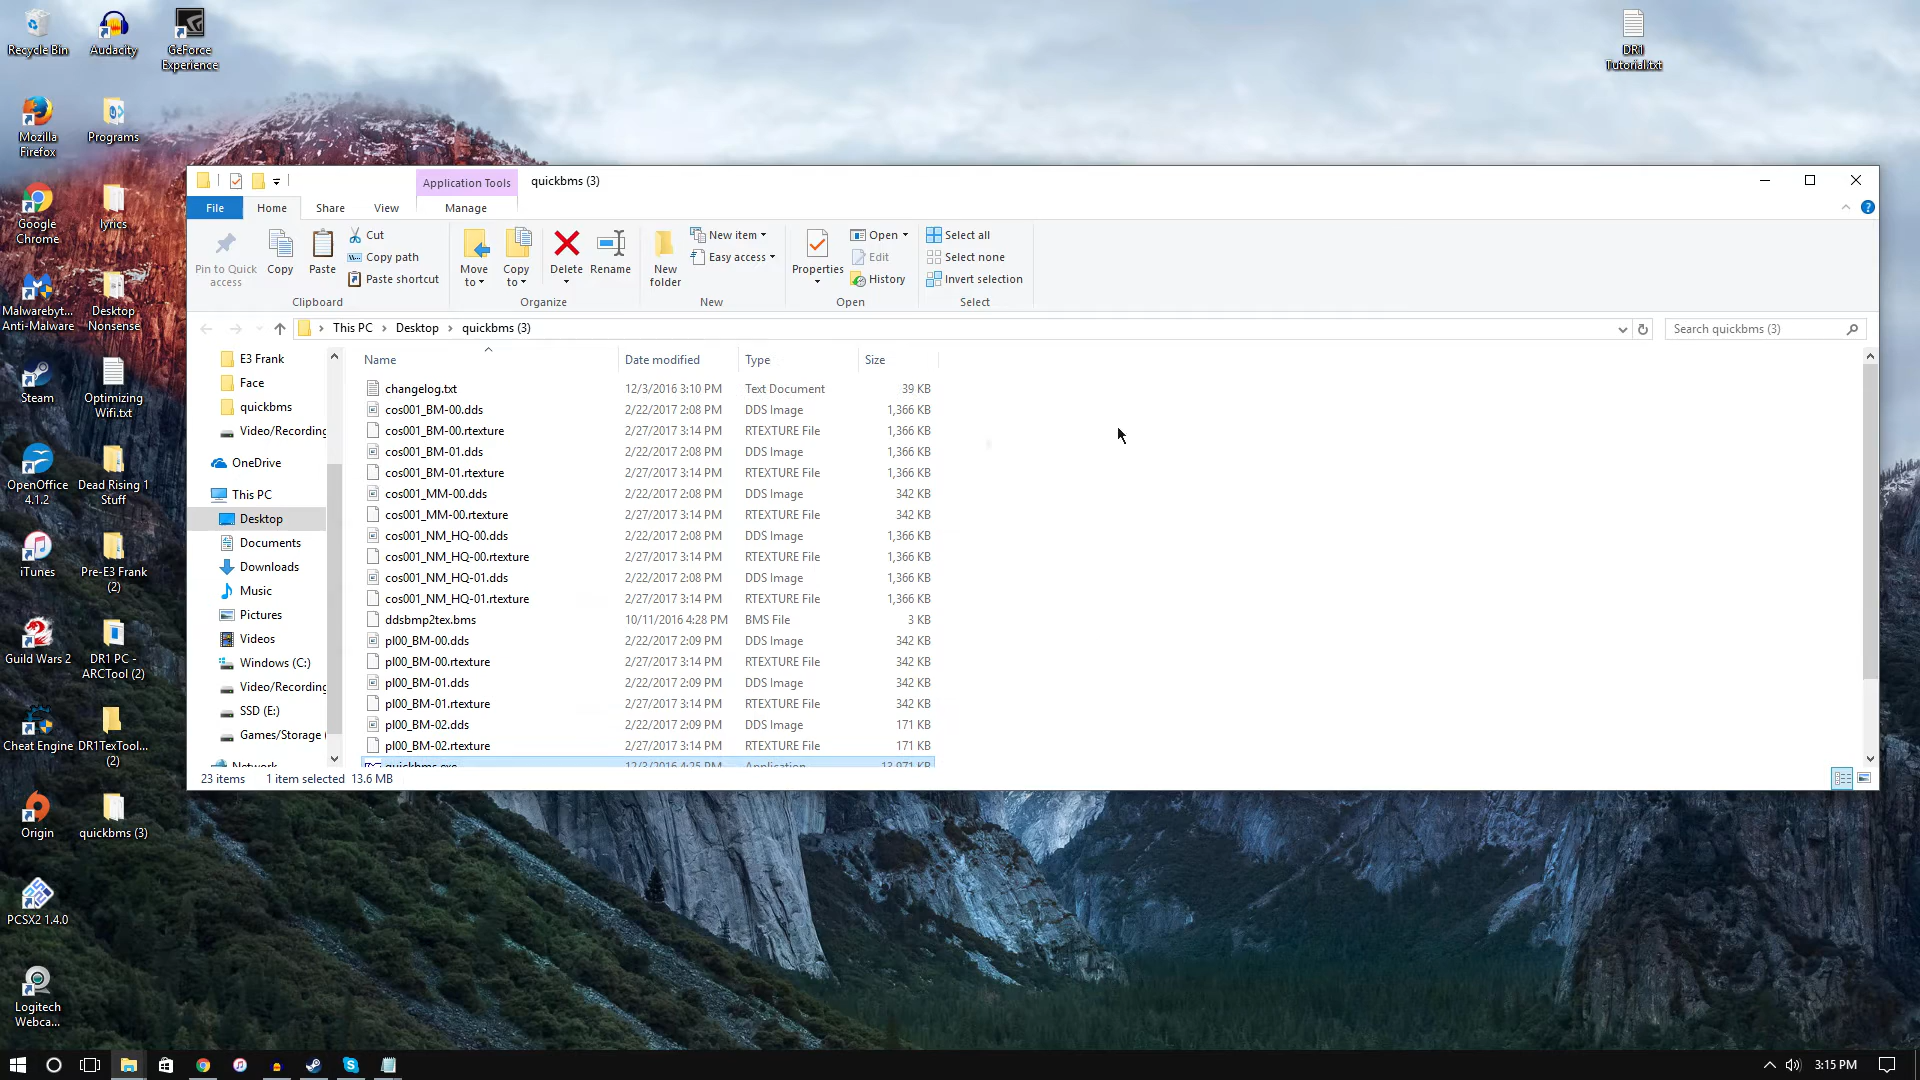 Recycle Bin
Audacity
GeForce
Experience
DR1
Tutorial.txt
Mozilla
Firefox
Programs
Google
Chrome
lyrics
Malwarebyt...
Anti-Malware
Desktop
Nonsense
Steam
Optimizing
Wifi.txt
OpenOffice
4.1.2
Dead Rising 1
Stuff
iTunes
Pre-E3 Frank
(2)
Guild Wars 2
DR1 PC -
ARCTool (2)
Cheat Engine
DR1TexTool...
(2)
Origin
quickbms (3)
PCSX2 1.4.0
Logitech
Webca...
Application Tools
quickbms (3)
File
Home
Share
View
Manage
Pin to Quick
access
Copy
Paste
Cut
Copy path
Paste shortcut
Clipboard
Move
to
Copy
to
Delete
Rename
Organize
New
folder
New item
Easy access
New
Properties
Open
Edit
History
Open
Select all
Select none
Invert selection
Select
This PC > Desktop > quickbms (3)
Search quickbms (3)
E3 Frank
Face
quickbms
Video/Recording
OneDrive
This PC
Desktop
Documents
Downloads
Music
Pictures
Videos
Windows (C:)
Video/Recording
SSD (E:)
Games/Storage (
Network
Name Date modified Type Size
changelog.txt 12/3/2016 3:10 PM Text Document 39 KB
cos001_BM-00.dds 2/22/2017 2:08 PM DDS Image 1,366 KB
cos001_BM-00.rtexture 2/27/2017 3:14 PM RTEXTURE File 1,366 KB
cos001_BM-01.dds 2/22/2017 2:08 PM DDS Image 1,366 KB
cos001_BM-01.rtexture 2/27/2017 3:14 PM RTEXTURE File 1,366 KB
cos001_MM-00.dds 2/22/2017 2:08 PM DDS Image 342 KB
cos001_MM-00.rtexture 2/27/2017 3:14 PM RTEXTURE File 342 KB
cos001_NM_HQ-00.dds 2/22/2017 2:08 PM DDS Image 1,366 KB
cos001_NM_HQ-00.rtexture 2/27/2017 3:14 PM RTEXTURE File 1,366 KB
cos001_NM_HQ-01.dds 2/22/2017 2:08 PM DDS Image 1,366 KB
cos001_NM_HQ-01.rtexture 2/27/2017 3:14 PM RTEXTURE File 1,366 KB
ddsbmp2tex.bms 10/11/2016 4:28 PM BMS File 3 KB
pl00_BM-00.dds 2/22/2017 2:09 PM DDS Image 342 KB
pl00_BM-00.rtexture 2/27/2017 3:14 PM RTEXTURE File 342 KB
pl00_BM-01.dds 2/22/2017 2:09 PM DDS Image 342 KB
pl00_BM-01.rtexture 2/27/2017 3:14 PM RTEXTURE File 342 KB
pl00_BM-02.dds 2/22/2017 2:09 PM DDS Image 171 KB
pl00_BM-02.rtexture 2/27/2017 3:14 PM RTEXTURE File 171 KB
quickbms.exe 12/3/2016 4:25 PM Application 13,971 KB
23 items 1 item selected 13.6 MB
3:15 PM